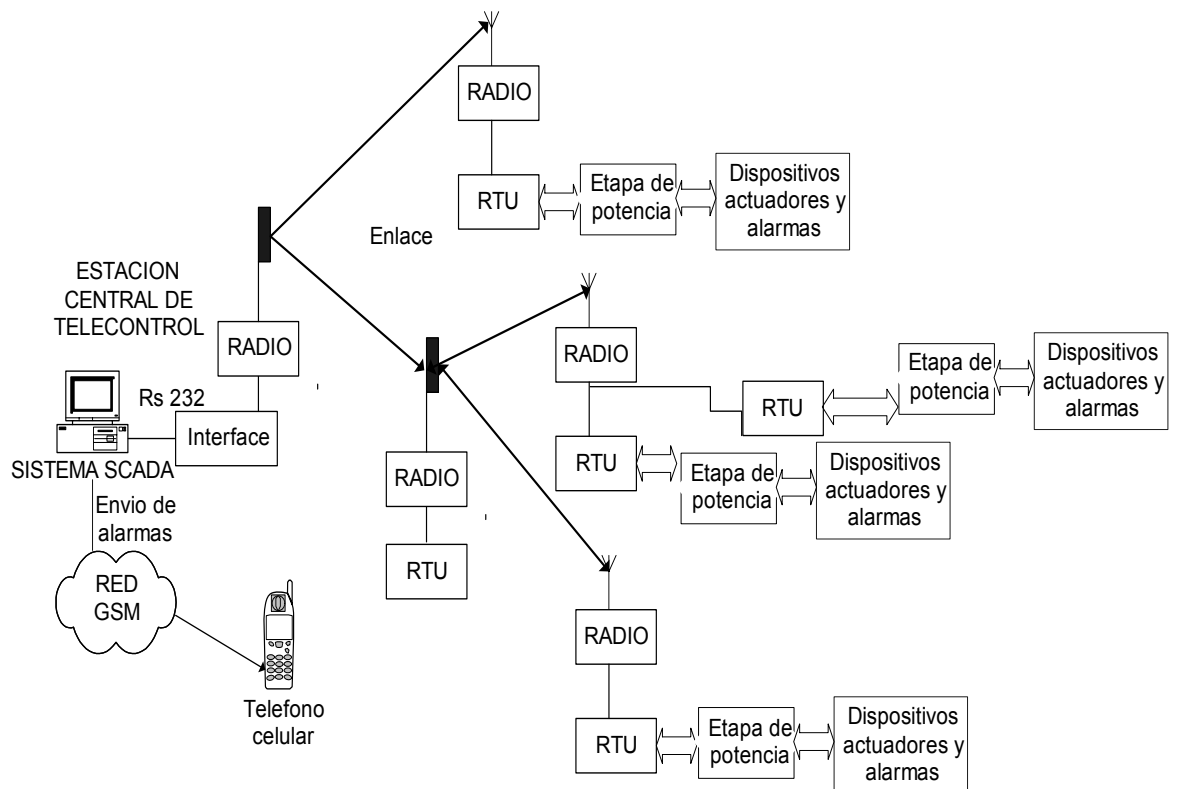 RADIO
RTU
Etapa de
potencia
Dispositivos
actuadores y
alarmas
Enlace
ESTACION
CENTRAL DE
TELECONTROL
RADIO
Rs 232
Interface
SISTEMA SCADA
Envio de
alarmas
RED
GSM
Telefono
celular
RADIO
RTU
RADIO
RTU
Etapa de
potencia
Dispositivos
actuadores y
alarmas
RTU
Etapa de
potencia
Dispositivos
actuadores y
alarmas
RADIO
RTU
Etapa de
potencia
Dispositivos
actuadores y
alarmas